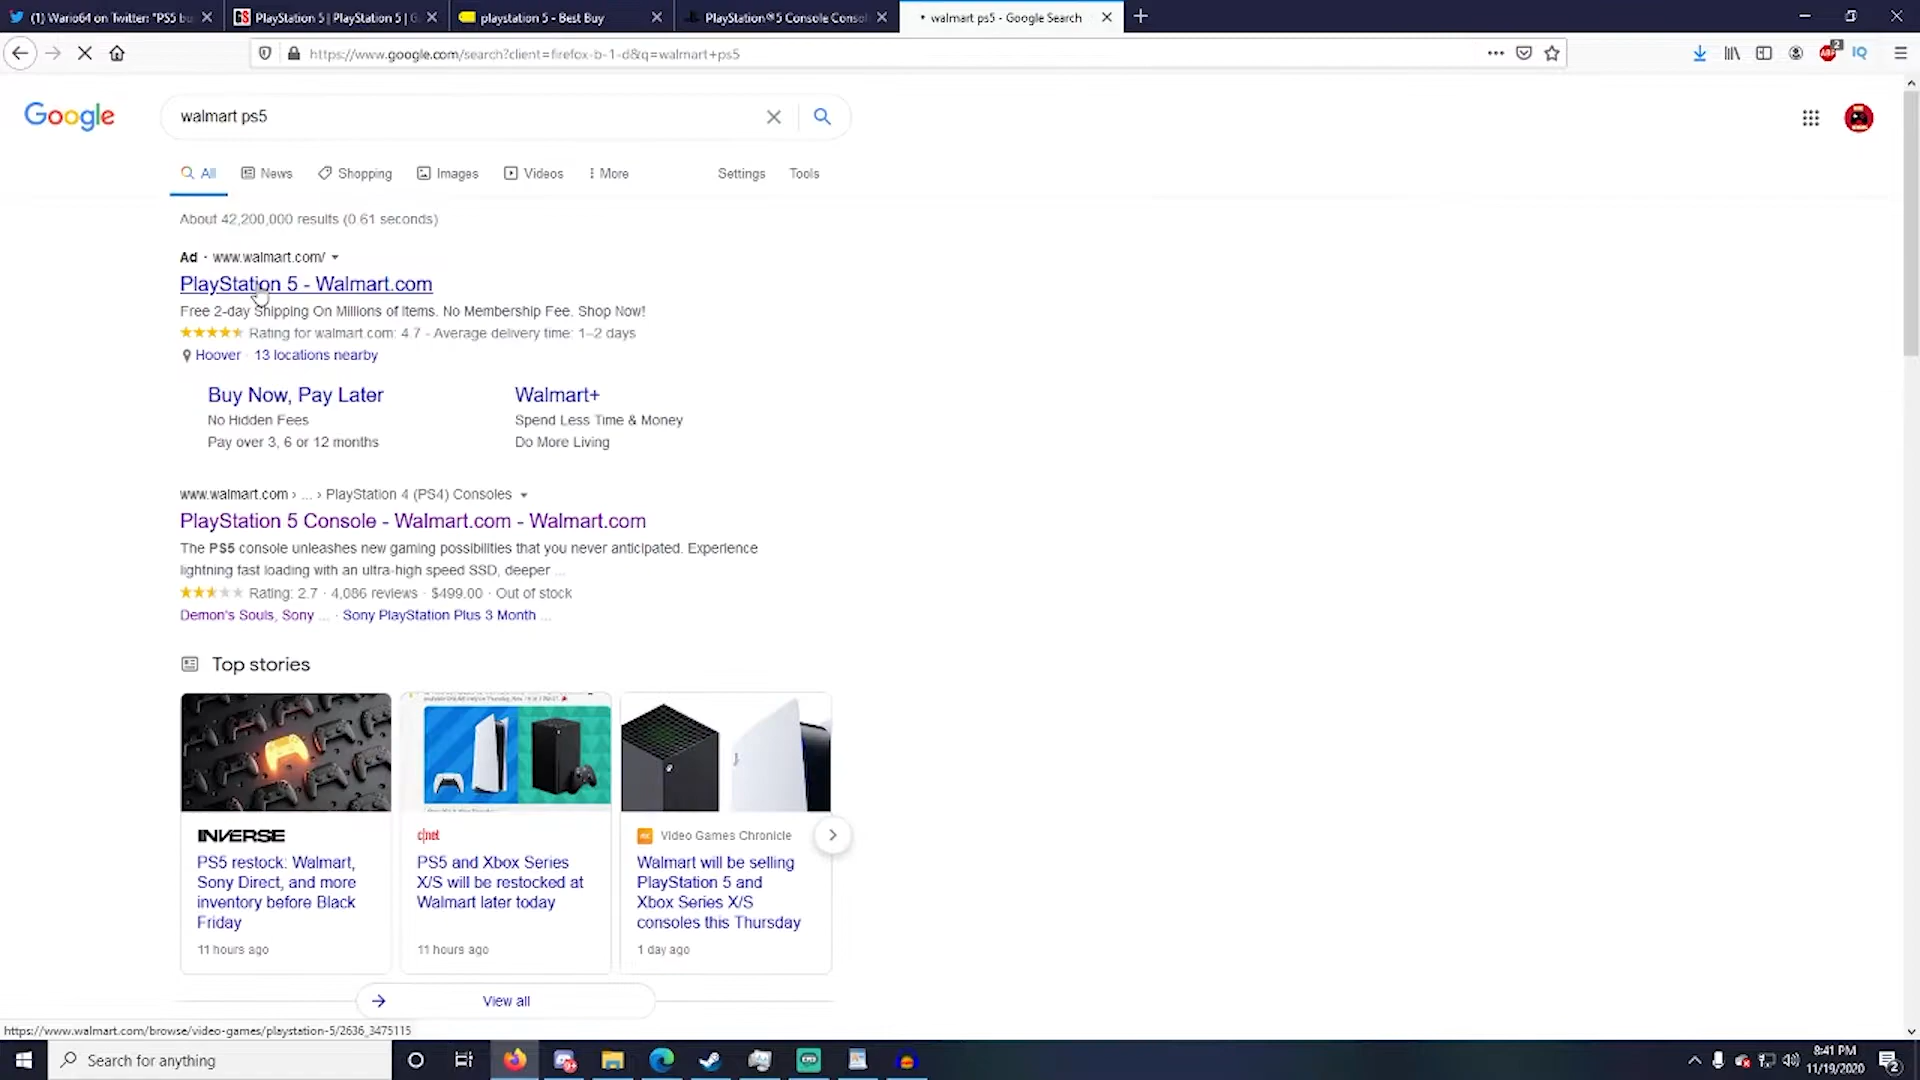 (1) Wario64 on Twitter: "PS5 bu
PlayStation 5 | PlayStation 5 | G
playstation 5 - Best Buy
PlayStation®5 Console Consol
walmart ps5 - Google Search
https://www.google.com/search?client=firefox-b-1-d&q=walmart+ps5
ABP
2
IQ
Google
walmart ps5
All
News
Shopping
Images
Videos
More
Settings
Tools
About 42,200,000 results (0.61 seconds)
Ad · www.walmart.com/
PlayStation 5 - Walmart.com
Free 2-day Shipping On Millions of Items. No Membership Fee. Shop Now!
Rating for walmart.com: 4.7 - Average delivery time: 1–2 days
Hoover · 13 locations nearby
Buy Now, Pay Later
No Hidden Fees
Pay over 3, 6 or 12 months
Walmart+
Spend Less Time & Money
Do More Living
www.walmart.com › ... › PlayStation 4 (PS4) Consoles
PlayStation 5 Console - Walmart.com - Walmart.com
The PS5 console unleashes new gaming possibilities that you never anticipated. Experience
lightning fast loading with an ultra-high speed SSD, deeper ...
Rating: 2.7 · 4,086 reviews · $499.00 · Out of stock
Demon's Souls, Sony ... · Sony PlayStation Plus 3 Month ...
Top stories
INVERSE
PS5 restock: Walmart,
Sony Direct, and more
inventory before Black
Friday
11 hours ago
c|net
PS5 and Xbox Series
X/S will be restocked at
Walmart later today
11 hours ago
Video Games Chronicle
Walmart will be selling
PlayStation 5 and
Xbox Series X/S
consoles this Thursday
1 day ago
View all
https://www.walmart.com/browse/video-games/playstation-5/2636_3475115
Search for anything
8:41 PM
11/19/2020
2